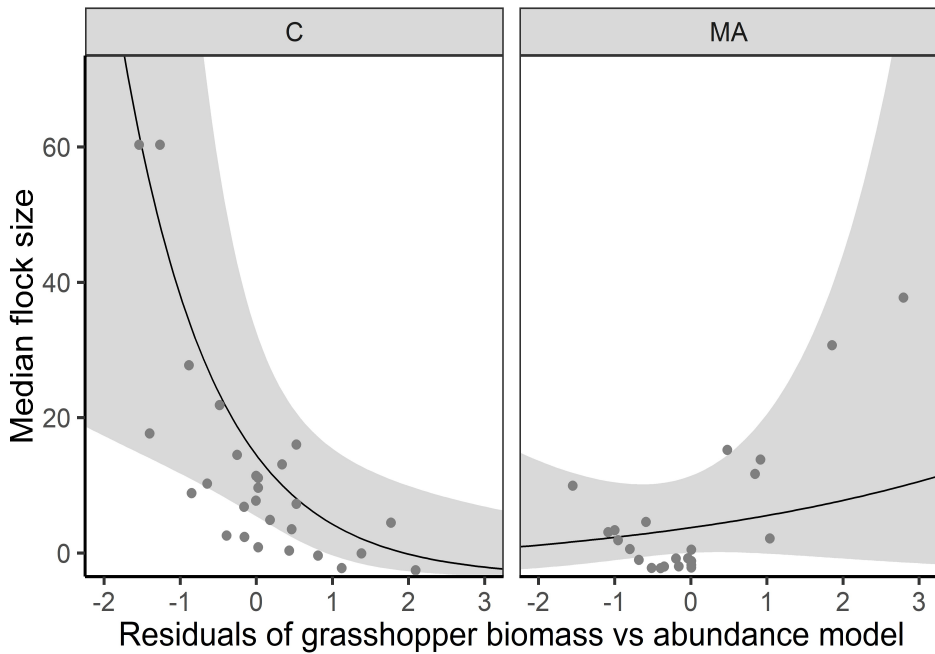 C
MA
Median flock size
60
40
20
0
-2 -1 0 1 2 3
-2 -1 0 1 2 3
Residuals of grasshopper biomass vs abundance model